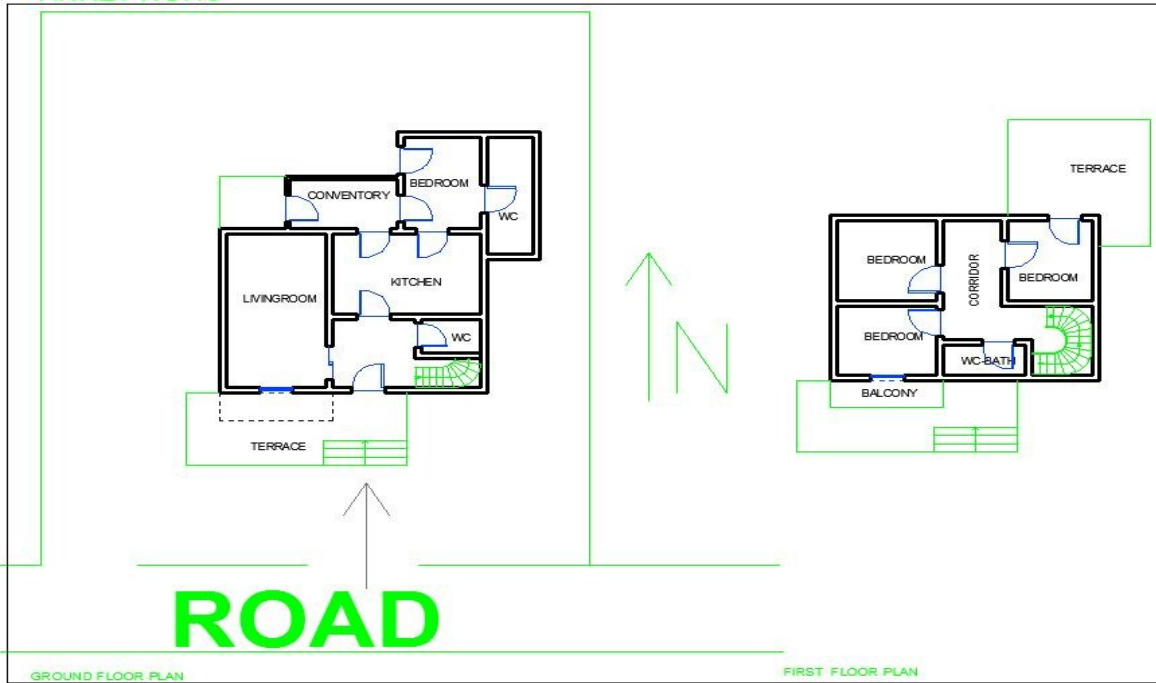 BEDROOM
CONVENTORY
WC
LIVINGROOM
KITCHEN
WC
TERRACE
ROAD
GROUND FLOOR PLAN
N
TERRACE
BEDROOM
CORRIDOR
BEDROOM
BEDROOM
WC-BATH
BALCONY
FIRST FLOOR PLAN